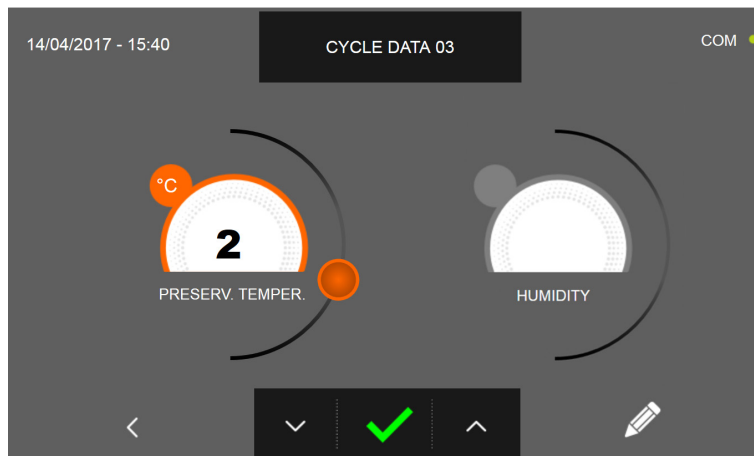 14/04/2017 - 15:40
CYCLE DATA 03
COM
°C
2
PRESERV. TEMPER.
HUMIDITY